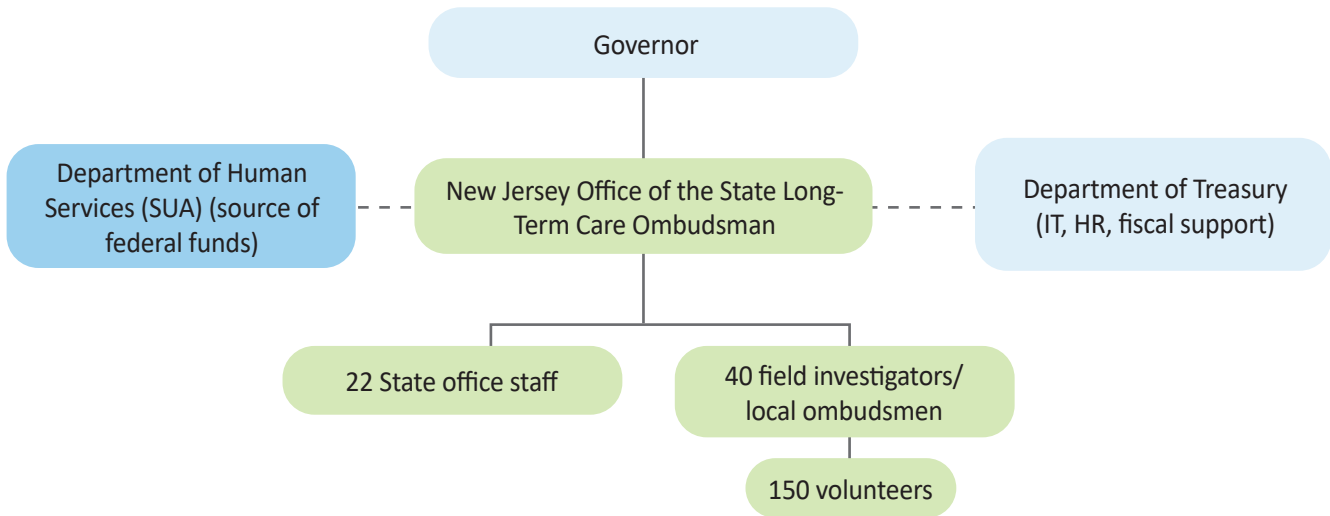 Governor
Department of Human
Services (SUA) (source of
federal funds)
New Jersey Office of the State Long-
Term Care Ombudsman
Department of Treasury
(IT, HR, fiscal support)
22 State office staff
40 field investigators/
local ombudsmen
150 volunteers